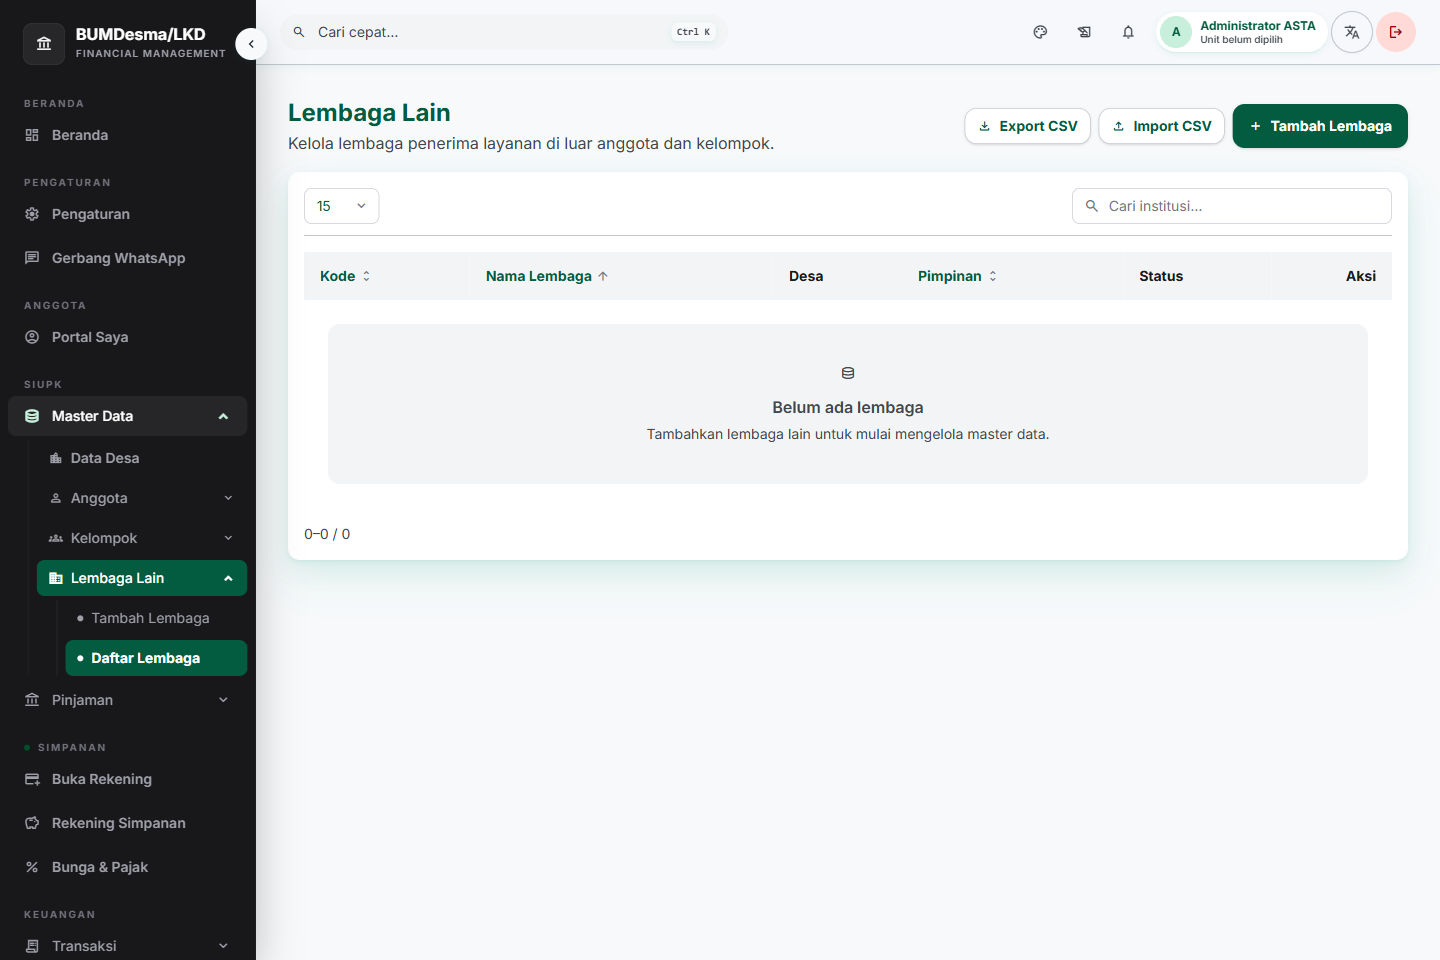 BUMDesma/LKD
FINANCIAL MANAGEMENT
Cari cepat...
Ctrl K
A
Administrator ASTA
Unit belum dipilih
BERANDA
Beranda
PENGATURAN
Pengaturan
Gerbang WhatsApp
ANGGOTA
Portal Saya
SIUPK
Master Data
Data Desa
Anggota
Kelompok
Lembaga Lain
Tambah Lembaga
Daftar Lembaga
Pinjaman
SIMPANAN
Buka Rekening
Rekening Simpanan
Bunga & Pajak
KEUANGAN
Transaksi
Lembaga Lain
Kelola lembaga penerima layanan di luar anggota dan kelompok.
Export CSV
Import CSV
Tambah Lembaga
15
Cari institusi...
Kode
Nama Lembaga
Desa
Pimpinan
Status
Aksi
Belum ada lembaga
Tambahkan lembaga lain untuk mulai mengelola master data.
0–0 / 0